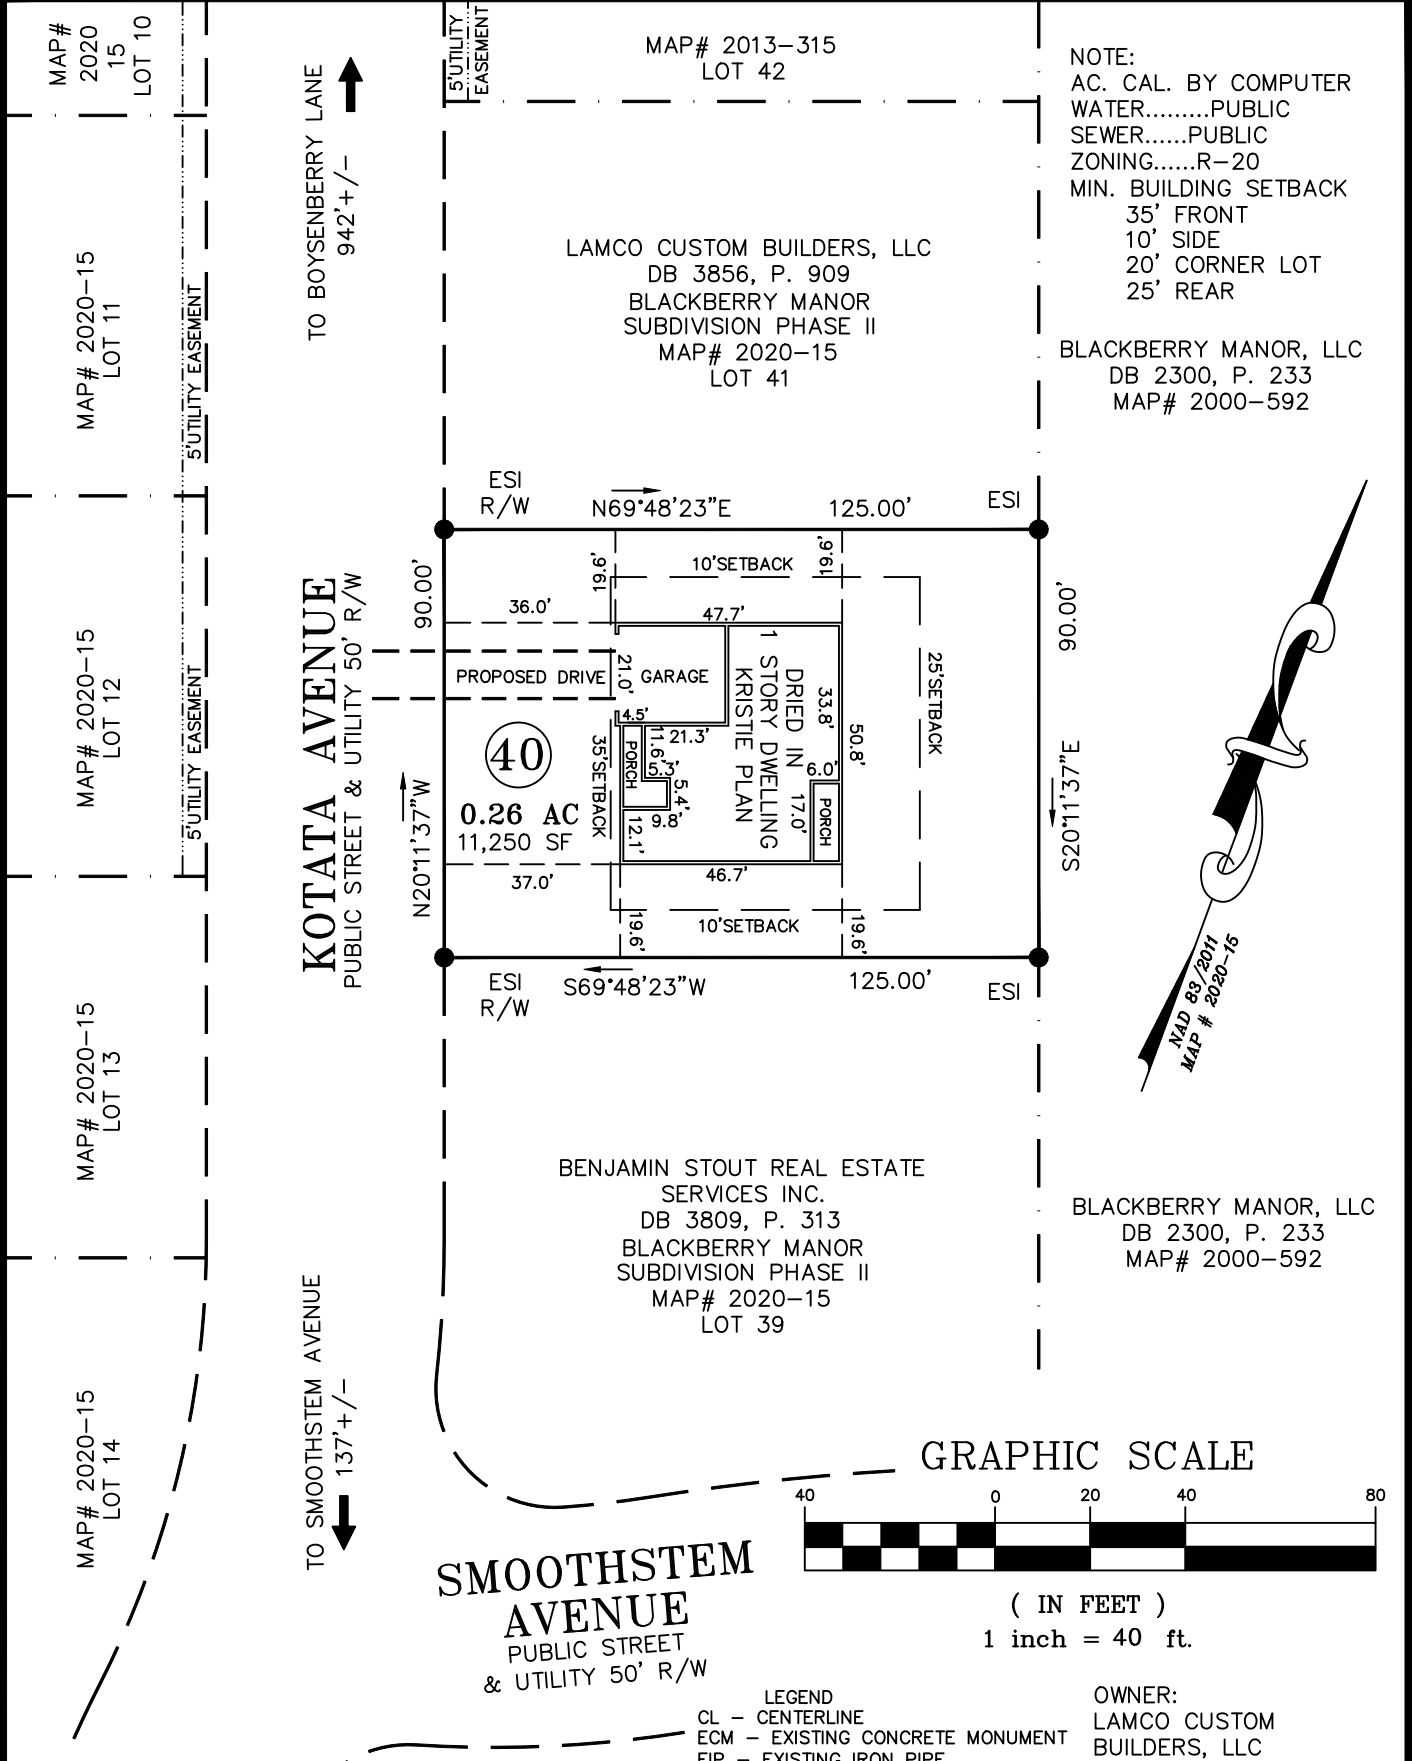 MAP#
2020
15
LOT 10
5'UTILITY
EASEMENT
MAP# 2013-315
LOT 42
NOTE:
AC. CAL. BY COMPUTER
WATER.........PUBLIC
SEWER......PUBLIC
ZONING......R-20
MIN. BUILDING SETBACK
35' FRONT
10' SIDE
20' CORNER LOT
25' REAR
TO BOYSENBERRY LANE
942'+/-
MAP# 2020-15
LOT 11
5'UTILITY EASEMENT
LAMCO CUSTOM BUILDERS, LLC
DB 3856, P. 909
BLACKBERRY MANOR
SUBDIVISION PHASE II
MAP# 2020-15
LOT 41
BLACKBERRY MANOR, LLC
DB 2300, P. 233
MAP# 2000-592
ESI
R/W
N69°48'23"E
125.00'
ESI
MAP# 2020-15
LOT 12
5'UTILITY EASEMENT
KOTATA AVENUE
PUBLIC STREET & UTILITY 50' R/W
90.00'
N20°11'37"W
19.6'
10'SETBACK
19.6'
36.0'
47.7'
PROPOSED DRIVE
21.0'
GARAGE
1 STORY DWELLING
DRIED IN
KRISTIE PLAN
33.8'
50.8'
25'SETBACK
4.5'
21.3'
11.6'
PORCH
5.3'
5.4'
9.8'
12.1'
6.0'
17.0'
PORCH
35'SETBACK
40
0.26 AC
11,250 SF
37.0'
46.7'
19.6'
10'SETBACK
19.6'
90.00'
S20°11'37"E
ESI
R/W
S69°48'23"W
125.00'
ESI
NAD 83/2011
MAP # 2020-15
MAP# 2020-15
LOT 13
BENJAMIN STOUT REAL ESTATE
SERVICES INC.
DB 3809, P. 313
BLACKBERRY MANOR
SUBDIVISION PHASE II
MAP# 2020-15
LOT 39
BLACKBERRY MANOR, LLC
DB 2300, P. 233
MAP# 2000-592
MAP# 2020-15
LOT 14
TO SMOOTHSTEM AVENUE
137'+/-
GRAPHIC SCALE
40 0 20 40 80
( IN FEET )
1 inch = 40 ft.
SMOOTHSTEM
AVENUE
PUBLIC STREET
& UTILITY 50' R/W
LEGEND
CL - CENTERLINE
ECM - EXISTING CONCRETE MONUMENT
EIP - EXISTING IRON PIPE
OWNER:
LAMCO CUSTOM
BUILDERS, LLC